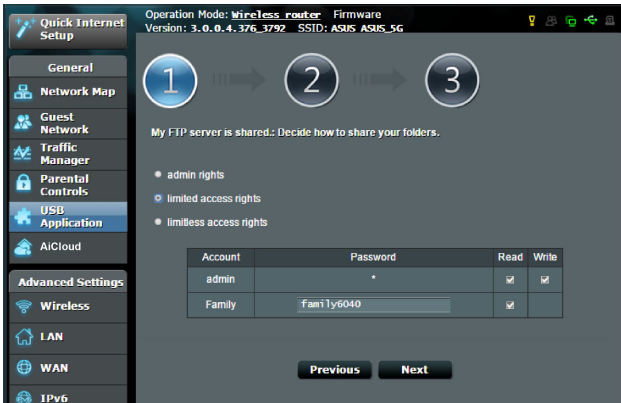 Quick Internet
Setup
Operation Mode: Wireless router Firmware
Version: 3.0.0.4.376_3792 SSID: ASUS ASUS_5G
General
Network Map
Guest
Network
Traffic
Manager
Parental
Controls
USB
Application
AiCloud
Advanced Settings
Wireless
LAN
WAN
IPv6
1 2 3
My FTP server is shared.: Decide how to share your folders.
admin rights
limited access rights
limitless access rights
Account Password Read Write
admin *
Family family6040
Previous Next